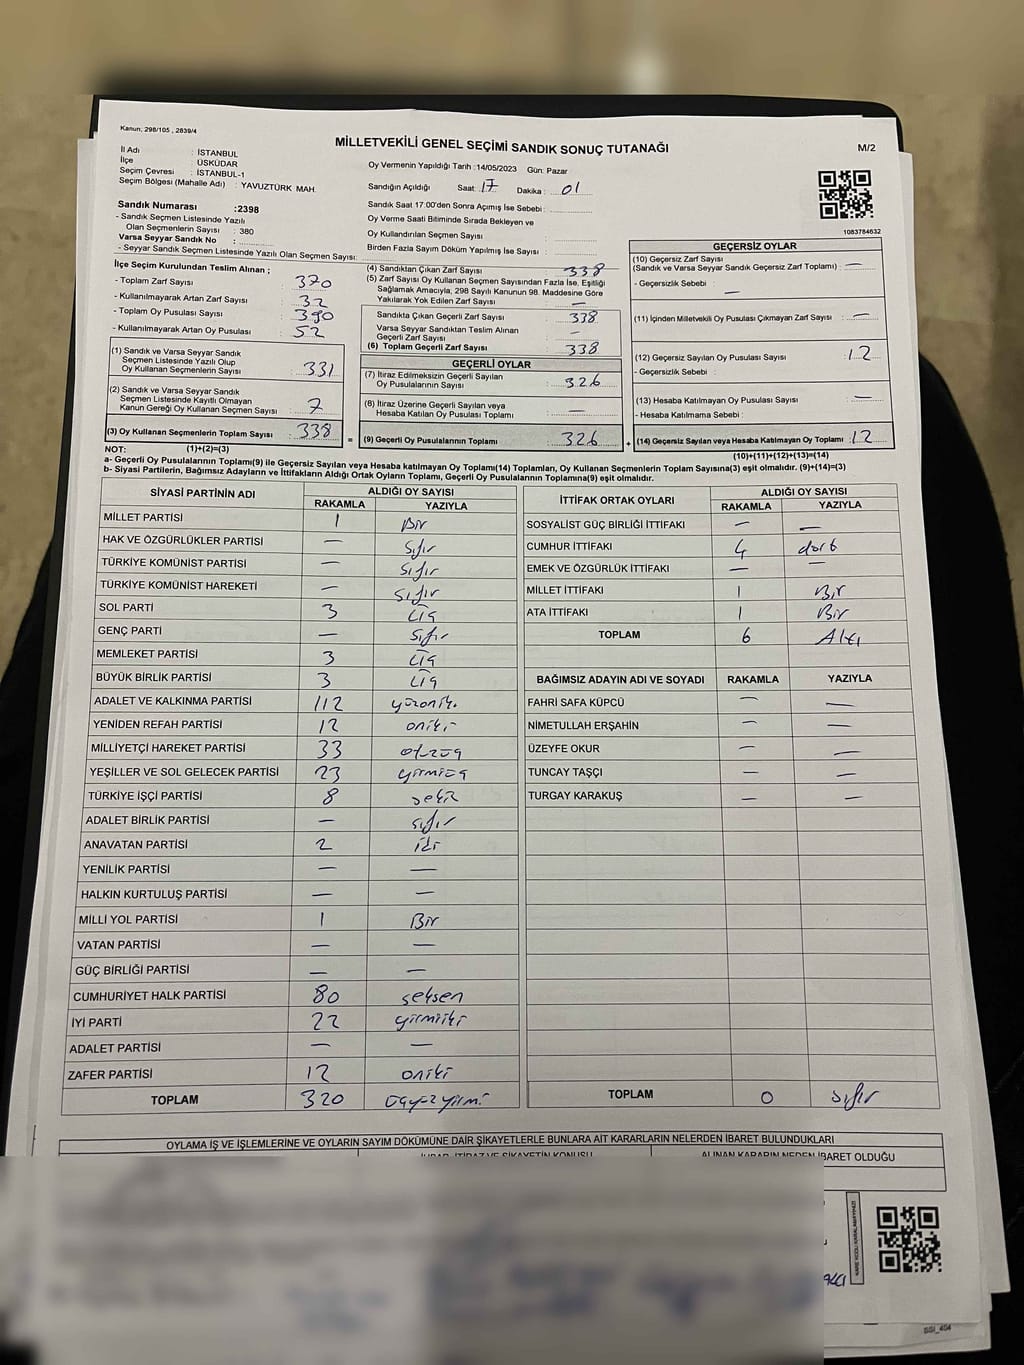 Kanun; 298/105 , 2839/4
MİLLETVEKİLİ GENEL SEÇİMİ SANDIK SONUÇ TUTANAĞI
M/2
İl Adı : İSTANBUL
İlçe : ÜSKÜDAR
Seçim Çevresi : İSTANBUL-1
Seçim Bölgesi (Mahalle Adı) : YAVUZTÜRK MAH.
Oy Vermenin Yapıldığı Tarih :14/05/2023 Gün: Pazar
Sandığın Açıldığı Saat: 17 Dakika : 01
Sandık Saat 17.00'den Sonra Açımış İse Sebebi :
Oy Verme Saati Bitiminde Sırada Bekleyen ve
Oy Kullandırılan Seçmen Sayısı :
Birden Fazla Sayım Döküm Yapılmış İse Sayısı :
1083784632
Sandık Numarası :2398
- Sandık Seçmen Listesinde Yazılı
Olan Seçmenlerin Sayısı : 380
Varsa Seyyar Sandık No :
- Seyyar Sandık Seçmen Listesinde Yazılı Olan Seçmen Sayısı:
İlçe Seçim Kurulundan Teslim Alınan ;
- Toplam Zarf Sayısı : 370
- Kullanılmayarak Artan Zarf Sayısı : 32
- Toplam Oy Pusulası : 390
- Kullanılmayarak Artan Oy Pusulası : 52
(1) Sandık ve Varsa Seyyar Sandık
Seçmen Listesinde Yazılı Olup
Oy Kullanan Seçmenlerin Sayısı : 331
(2) Sandık ve Varsa Seyyar Sandık
Seçmen Listesinde Kayıtlı Olmayan
Kanun Gereği Oy Kullanan Seçmen Sayısı : 7
(3) Oy Kullanan Seçmenlerin Toplam Sayısı : 338
(4) Sandıktan Çıkan Zarf Sayısı : 338
(5) Zarf Sayısı Oy Kullanan Seçmen Sayısından Fazla İse, Eşitliği
Sağlamak Amacıyla, 298 Sayılı Kanunun 98. Maddesine Göre
Yakılarak Yok Edilen Zarf Sayısı : —
Sandıkta Çıkan Geçerli Zarf Sayısı : 338
Varsa Seyyar Sandıktan Teslim Alınan
Geçerli Zarf Sayısı : —
(6) Toplam Geçerli Zarf Sayısı : 338
GEÇERLİ OYLAR
(7) İtiraz Edilmeksizin Geçerli Sayılan
Oy Pusulalarının Sayısı : 326
(8) İtiraz Üzerine Geçerli Sayılan veya
Hesaba Katılan Oy Pusulası Toplamı : —
= (9) Geçerli Oy Pusulalarının Toplamı : 326
GEÇERSİZ OYLAR
(10) Geçersiz Zarf Sayısı
(Sandık ve Varsa Seyyar Sandık Geçersiz Zarf Toplamı) : —
- Geçersizlik Sebebi : —
(11) İçinden Milletvekili Oy Pusulası Çıkmayan Zarf Sayısı : —
(12) Geçersiz Sayılan Oy Pusulası Sayısı : 12
- Geçersizlik Sebebi :
(13) Hesaba Katılmayan Oy Pusulası Sayısı : —
- Hesaba Katılmama Sebebi :
+ (14) Geçersiz Sayılan veya Hesaba Katılmayan Oy Toplamı : 12
NOT: (1)+(2)=(3)
(10)+(11)+(12)+(13)=(14)
a- Geçerli Oy Pusulalarının Toplamı(9) ile Geçersiz Sayılan veya Hesaba katılmayan Oy Toplamı(14) Toplamları, Oy Kullanan Seçmenlerin Toplam Sayısına(3) eşit olmalıdır. (9)+(14)=(3)
b- Siyasi Partilerin, Bağımsız Adayların ve İttifakların Aldığı Ortak Oyların Toplamı, Geçerli Oy Pusulalarının Toplamına(9) eşit olmalıdır.
SİYASİ PARTİNİN ADI ALDIĞI OY SAYISI
RAKAMLA YAZIYLA
MİLLET PARTİSİ 1 Bir
HAK VE ÖZGÜRLÜKLER PARTİSİ — Sıfır
TÜRKİYE KOMÜNİST PARTİSİ — Sıfır
TÜRKİYE KOMÜNİST HAREKETİ — Sıfır
SOL PARTİ 3 üç
GENÇ PARTİ — Sıfır
MEMLEKET PARTİSİ 3 üç
BÜYÜK BİRLİK PARTİSİ 3 üç
ADALET VE KALKINMA PARTİSİ 112 yüzoniki
YENİDEN REFAH PARTİSİ 12 oniki
MİLLİYETÇİ HAREKET PARTİSİ 33 otuzüç
YEŞİLLER VE SOL GELECEK PARTİSİ 23 yirmiüç
TÜRKİYE İŞÇİ PARTİSİ 8 sekiz
ADALET BİRLİK PARTİSİ — sıfır
ANAVATAN PARTİSİ 2 iki
YENİLİK PARTİSİ — —
HALKIN KURTULUŞ PARTİSİ — —
MİLLİ YOL PARTİSİ 1 Bir
VATAN PARTİSİ — —
GÜÇ BİRLİĞİ PARTİSİ — —
CUMHURİYET HALK PARTİSİ 80 seksen
İYİ PARTİ 22 yirmiiki
ADALET PARTİSİ — —
ZAFER PARTİSİ 12 oniki
TOPLAM 320 üçyüzyirmi
İTTİFAK ORTAK OYLARI ALDIĞI OY SAYISI
RAKAMLA YAZIYLA
SOSYALİST GÜÇ BİRLİĞİ İTTİFAKI — —
CUMHUR İTTİFAKI 4 dört
EMEK VE ÖZGÜRLÜK İTTİFAKI — —
MİLLET İTTİFAKI 1 Bir
ATA İTTİFAKI 1 Bir
TOPLAM 6 Altı
BAĞIMSIZ ADAYIN ADI VE SOYADI RAKAMLA YAZIYLA
FAHRİ SAFA KÜPCÜ — —
NİMETULLAH ERŞAHİN — —
ÜZEYFE OKUR — —
TUNCAY TAŞÇI — —
TURGAY KARAKUŞ — —
TOPLAM 0 sıfır
OYLAMA İŞ VE İŞLEMLERİNE VE OYLARIN SAYIM DÖKÜMÜNE DAİR ŞİKAYETLERLE BUNLARA AİT KARARLARIN NELERDEN İBARET BULUNDUKLARI
İHBAR, İTİRAZ VE ŞİKAYETİN KONUSU ALINAN KARARIN NEDEN İBARET OLDUĞU
KARE KODU KARALAMAYINIZ!
SSI_404